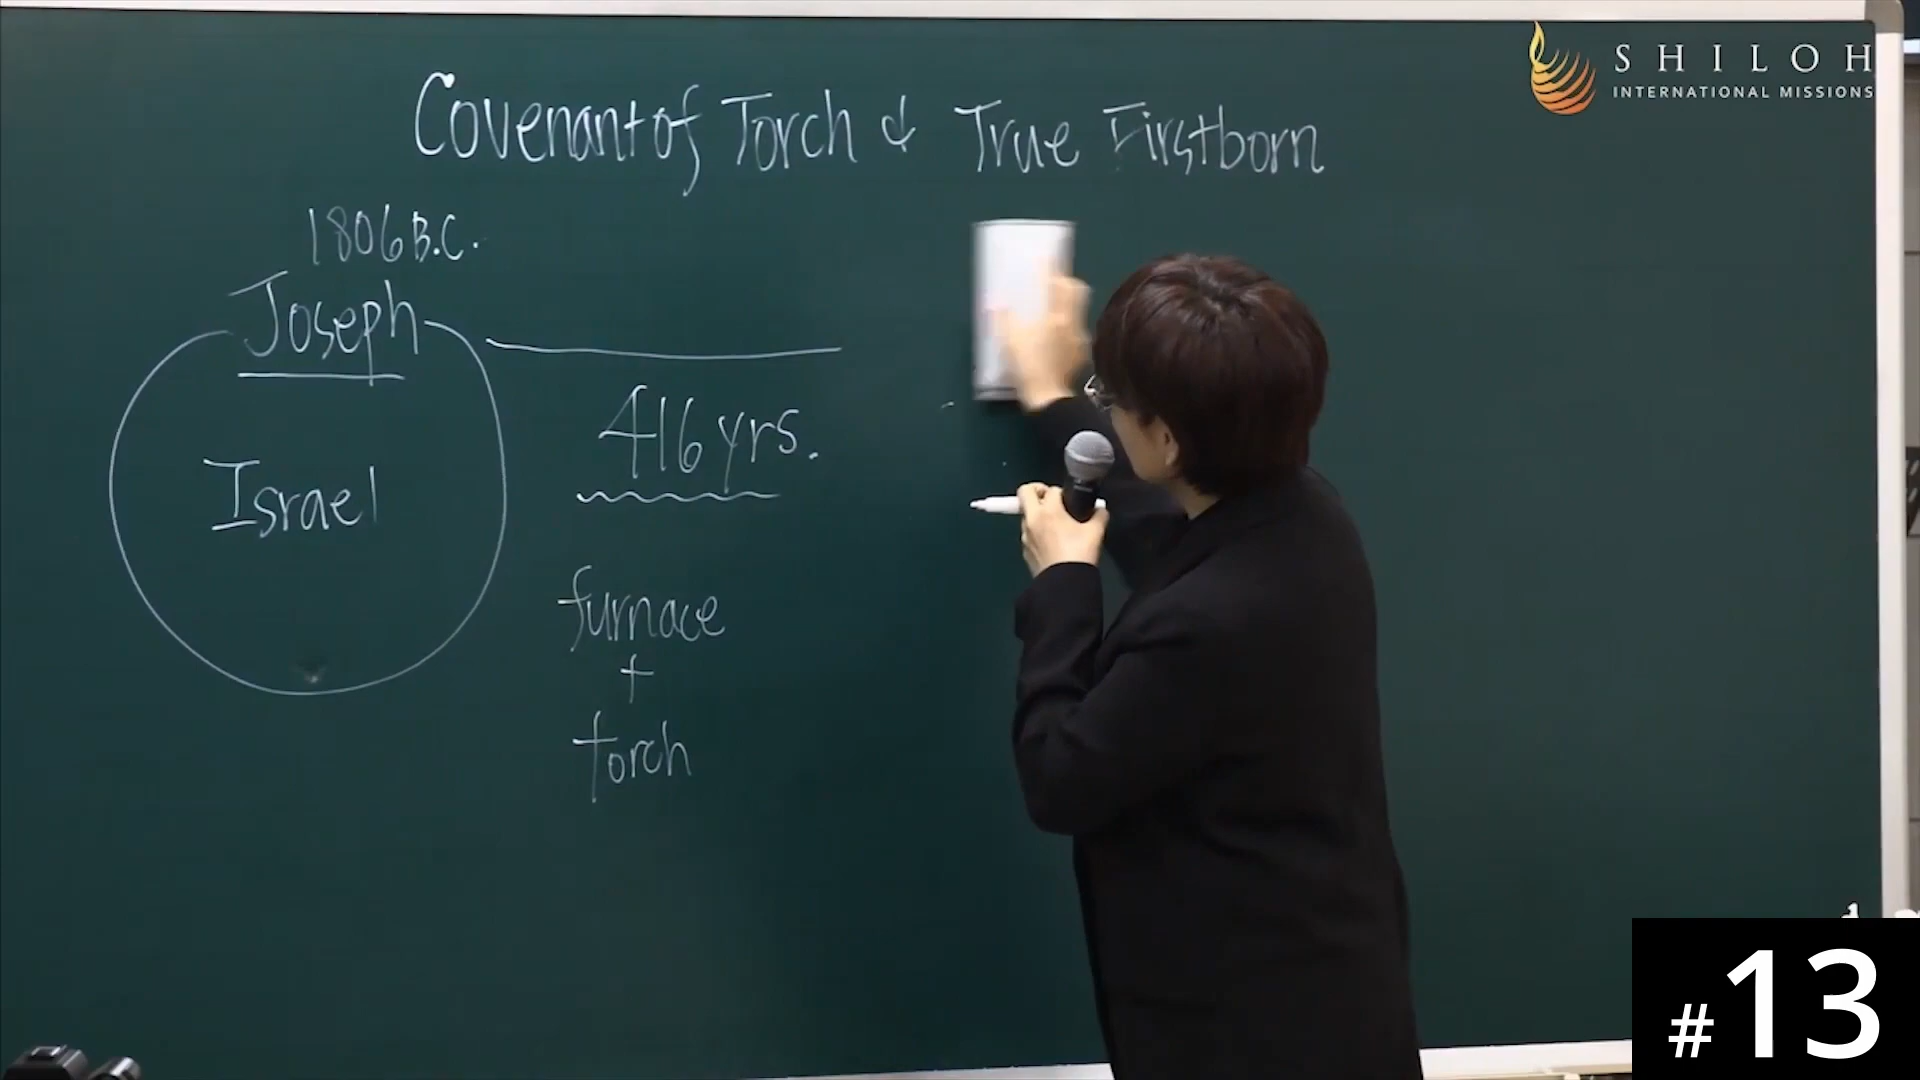 SHILOH
INTERNATIONAL MISSIONS
Covenant of Torch & True Firstborn
1806 B.C.
Joseph
416 yrs.
Israel
furnace
+
torch
#13